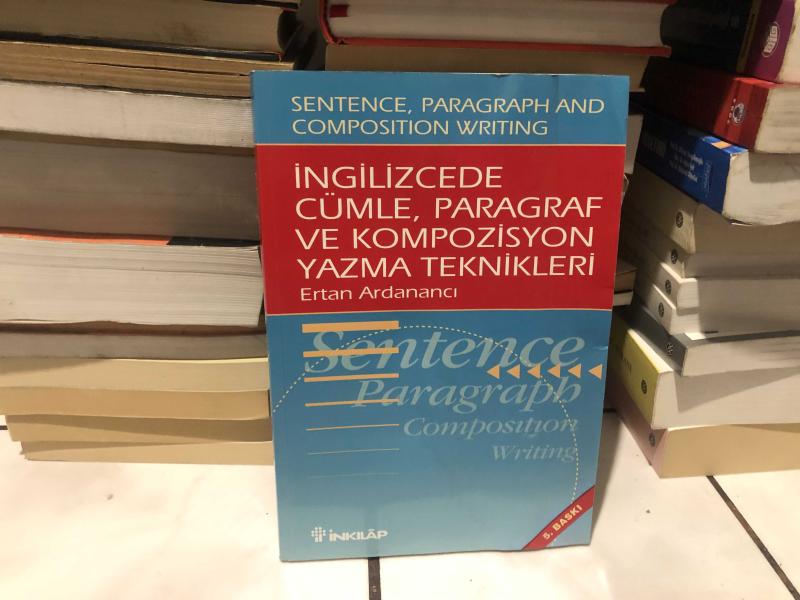 SENTENCE, PARAGRAPH AND
COMPOSITION WRITING
İNGİLİZCEDE
CÜMLE, PARAGRAF
VE KOMPOZİSYON
YAZMA TEKNİKLERİ
Ertan Ardanancı
Sentence
Paragraph
Composition
Writing
5. BASKI
İNKILÂP